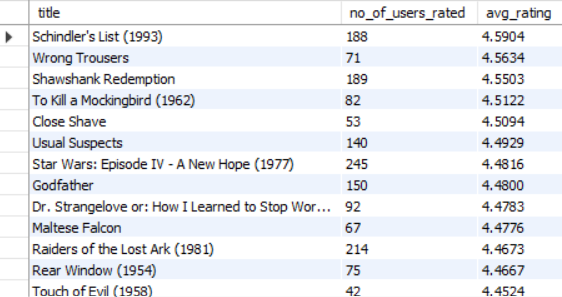 title no_of_users_rated avg_rating
Schindler's List (1993) 188 4.5904
Wrong Trousers 71 4.5634
Shawshank Redemption 189 4.5503
To Kill a Mockingbird (1962) 82 4.5122
Close Shave 53 4.5094
Usual Suspects 140 4.4929
Star Wars: Episode IV - A New Hope (1977) 245 4.4816
Godfather 150 4.4800
Dr. Strangelove or: How I Learned to Stop Wor... 92 4.4783
Maltese Falcon 67 4.4776
Raiders of the Lost Ark (1981) 214 4.4673
Rear Window (1954) 75 4.4667
Touch of Evil (1958) 42 4.4524